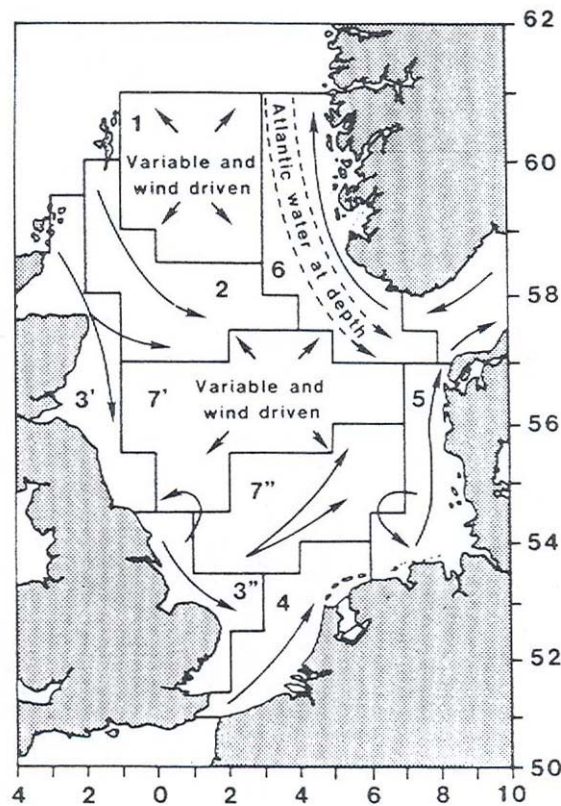 62
60
58
56
54
52
51
50
1
Variable and
wind driven
Atlantic water at depth
6
2
3'
7'
Variable and
wind driven
5
7"
3"
4
4 2 0 2 4 6 8 10